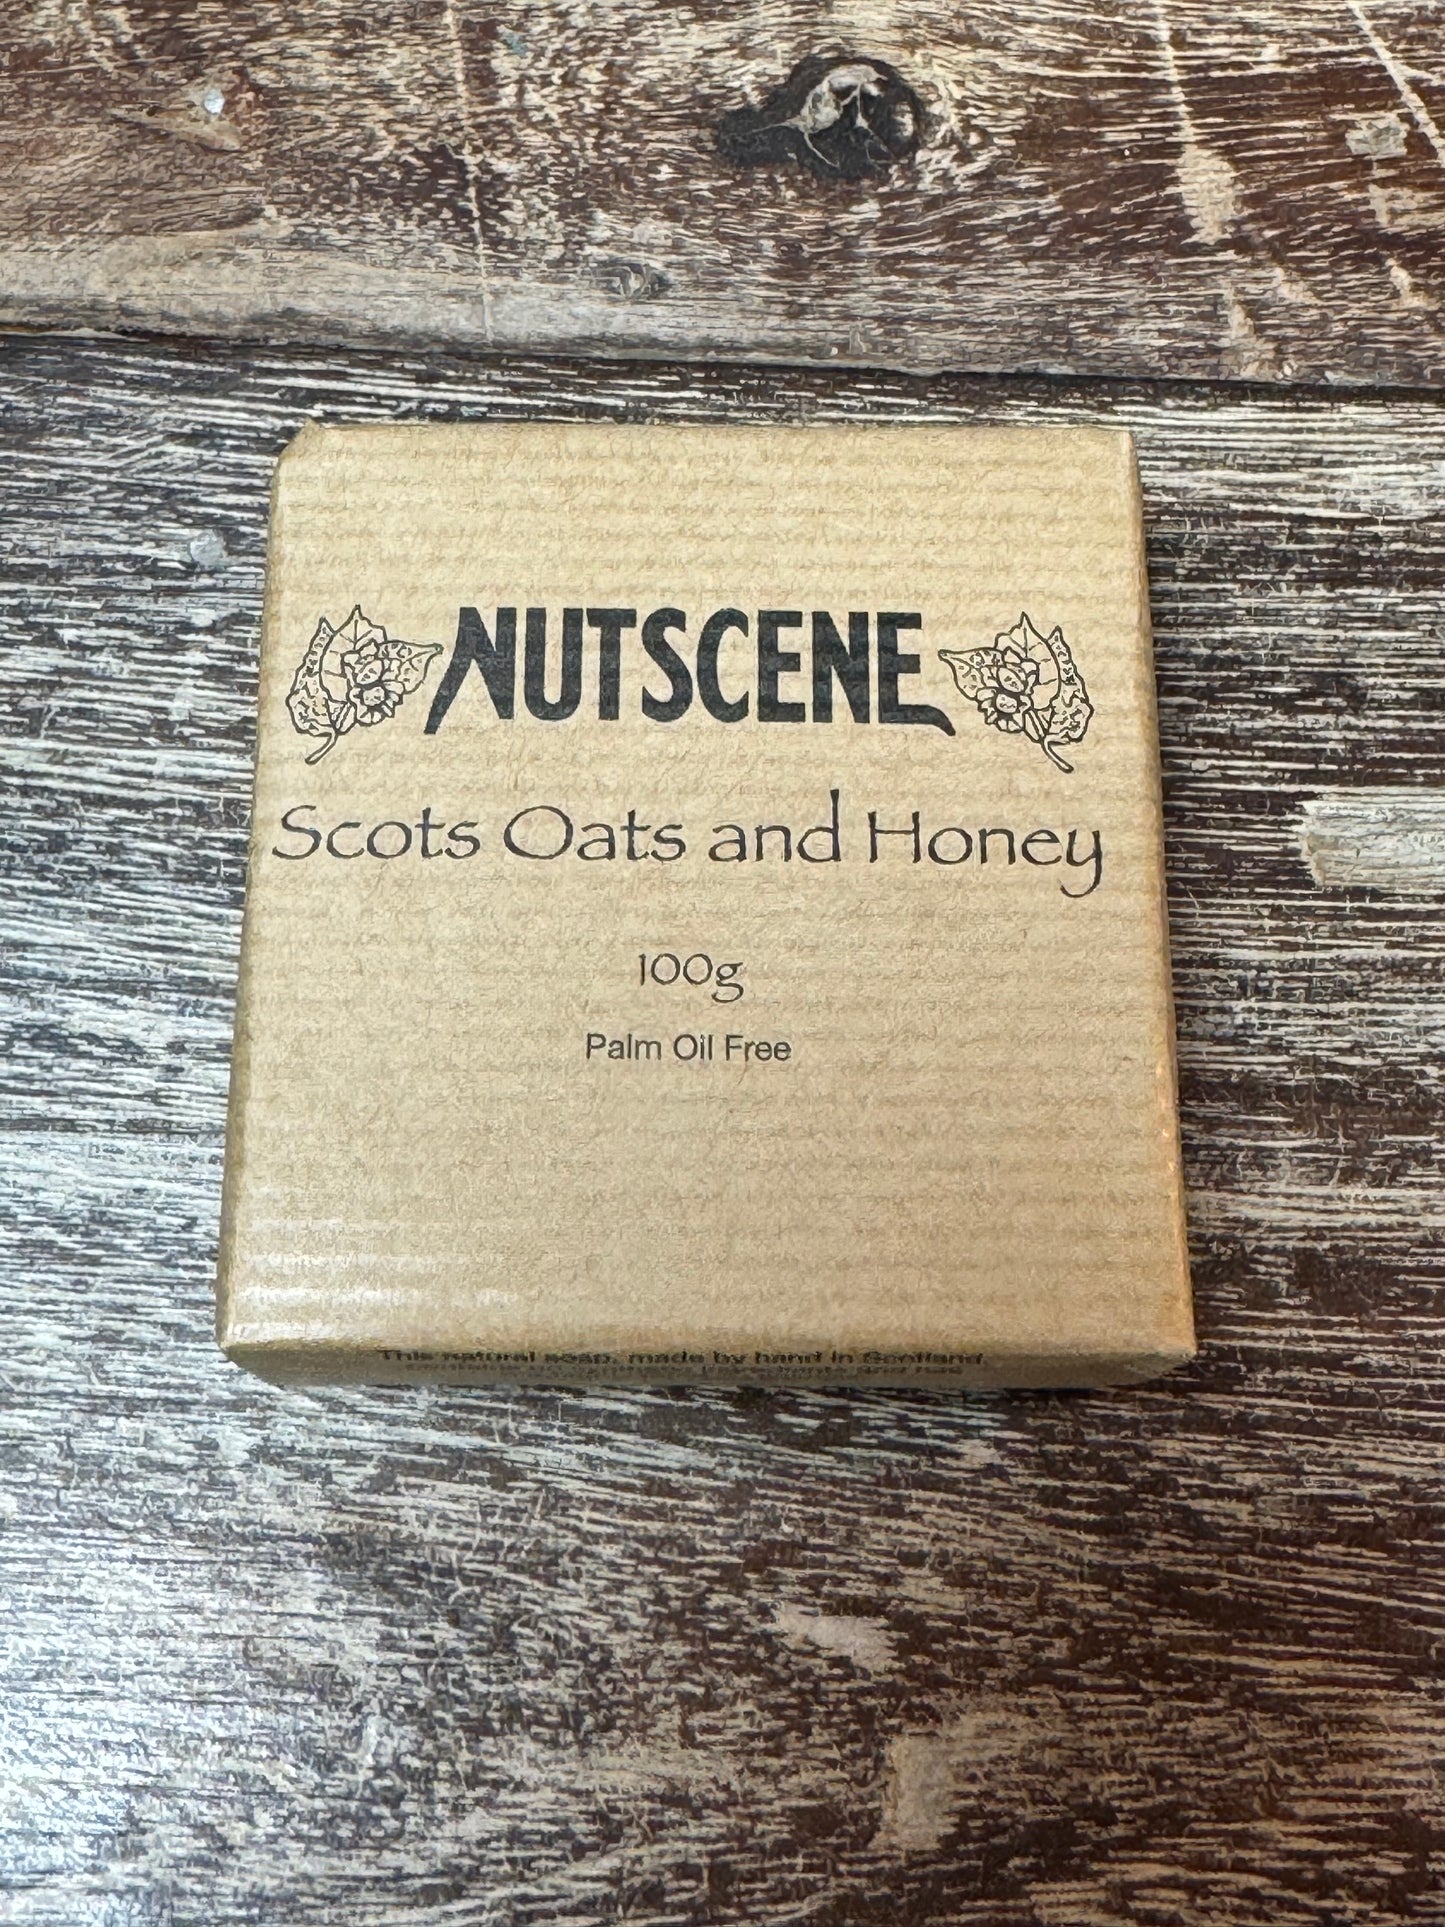 NUTSCENE
Scots Oats and Honey
100g
Palm Oil Free
This natural soap, made by hand in Scotland,